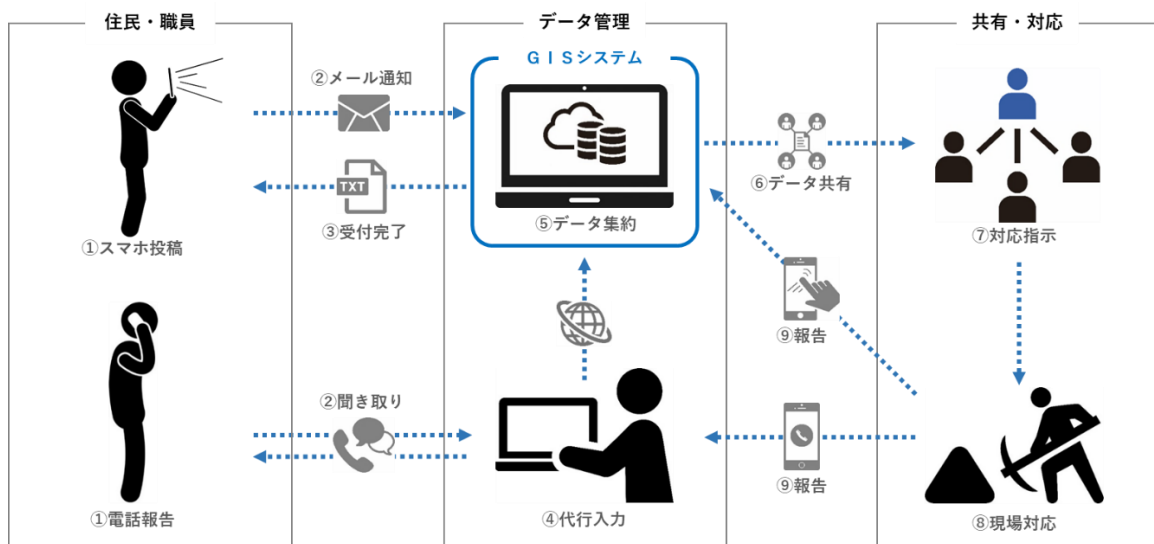 住民・職員
データ管理
共有・対応
ＧＩＳシステム
②メール通知
TXT
③受付完了
①スマホ投稿
⑤データ集約
⑥データ共有
⑦対応指示
⑨報告
②聞き取り
①電話報告
④代行入力
⑨報告
⑧現場対応